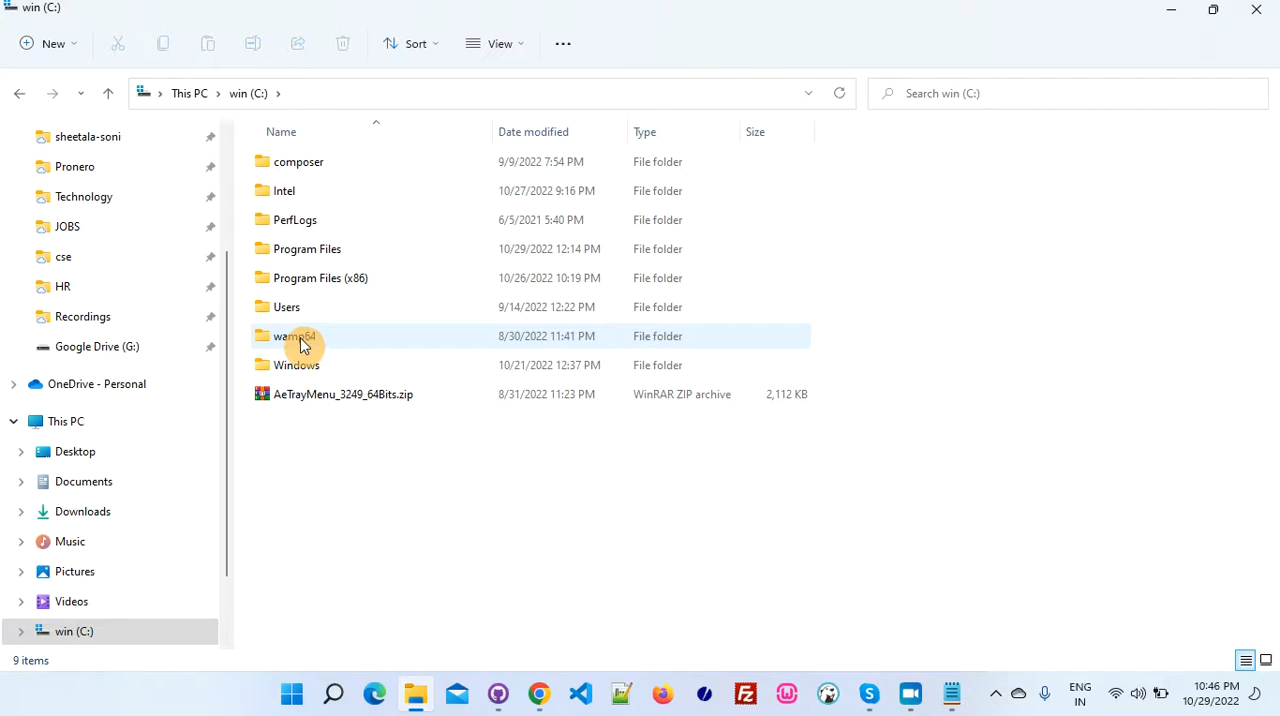 win (C:)
New Sort View
This PC win (C:) Search win (C:)
Name Date modified Type Size
sheetala-soni
Pronero
Technology
JOBS
cse
HR
Recordings
Google Drive (G:)
OneDrive - Personal
This PC
Desktop
Documents
Downloads
Music
Pictures
Videos
win (C:)
composer 9/9/2022 7:54 PM File folder
Intel 10/27/2022 9:16 PM File folder
PerfLogs 6/5/2021 5:40 PM File folder
Program Files 10/29/2022 12:14 PM File folder
Program Files (x86) 10/26/2022 10:19 PM File folder
Users 9/14/2022 12:22 PM File folder
wamp64 8/30/2022 11:41 PM File folder
Windows 10/21/2022 12:37 PM File folder
AeTrayMenu_3249_64Bits.zip 8/31/2022 11:23 PM WinRAR ZIP archive 2,112 KB
9 items
ENG 10:46 PM
IN 10/29/2022